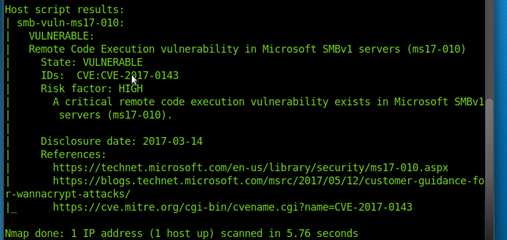 Host script results:
| smb-vuln-ms17-010:
|   VULNERABLE:
|   Remote Code Execution vulnerability in Microsoft SMBv1 servers (ms17-010)
|     State: VULNERABLE
|     IDs:  CVE:CVE-2017-0143
|     Risk factor: HIGH
|       A critical remote code execution vulnerability exists in Microsoft SMBv1
|        servers (ms17-010).
|
|     Disclosure date: 2017-03-14
|     References:
|       https://technet.microsoft.com/en-us/library/security/ms17-010.aspx
|       https://blogs.technet.microsoft.com/msrc/2017/05/12/customer-guidance-fo
r-wannacrypt-attacks/
|_      https://cve.mitre.org/cgi-bin/cvename.cgi?name=CVE-2017-0143
Nmap done: 1 IP address (1 host up) scanned in 5.76 seconds